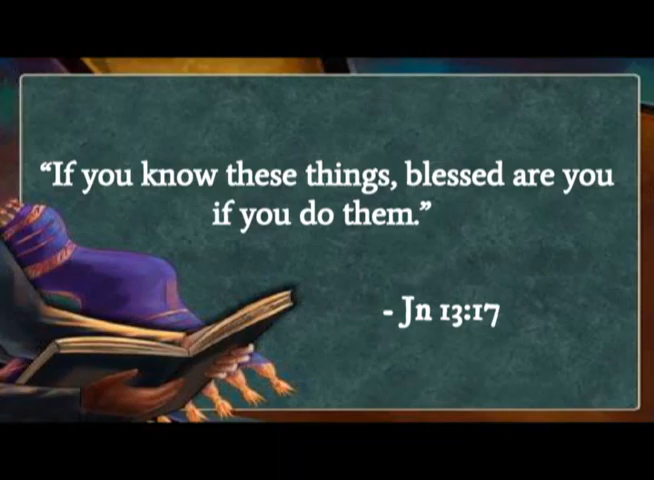 “If you know these things, blessed are you
if you do them.”
- Jn 13:17